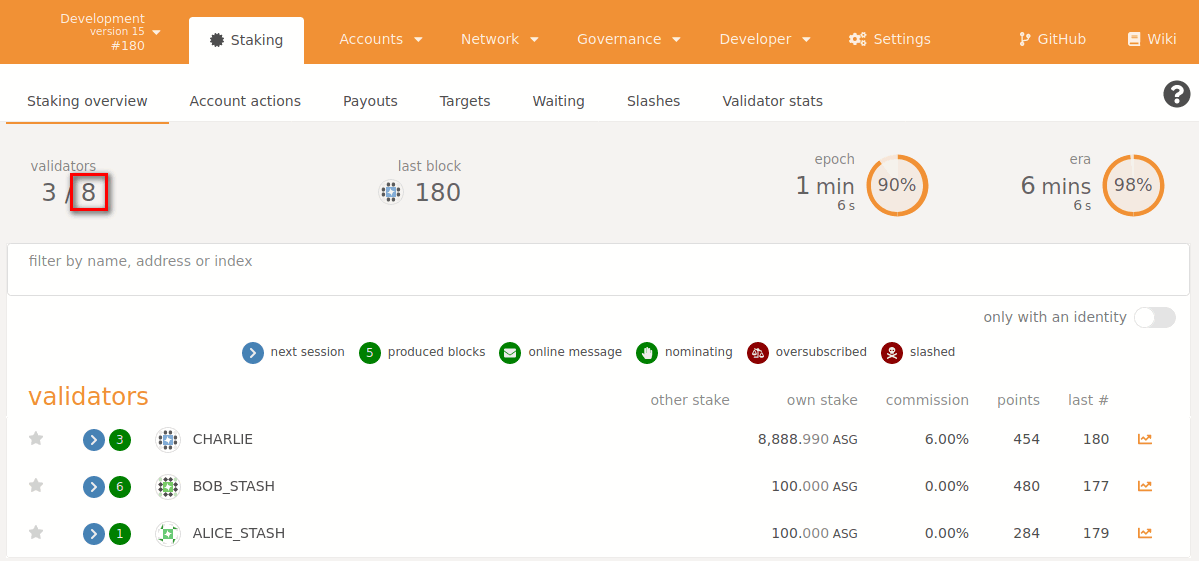 Development
version 15
#180
Staking
Accounts
Network
Governance
Developer
Settings
GitHub
Wiki
Staking overview
Account actions
Payouts
Targets
Waiting
Slashes
Validator stats
?
validators
3 / 8
last block
180
epoch
1 min
6 s
90%
era
6 mins
6 s
98%
filter by name, address or index
only with an identity
next session
5 produced blocks
online message
nominating
oversubscribed
slashed
validators other stake own stake commission points last #
3 CHARLIE 8,888.990 ASG 6.00% 454 180
6 BOB_STASH 100.000 ASG 0.00% 480 177
1 ALICE_STASH 100.000 ASG 0.00% 284 179